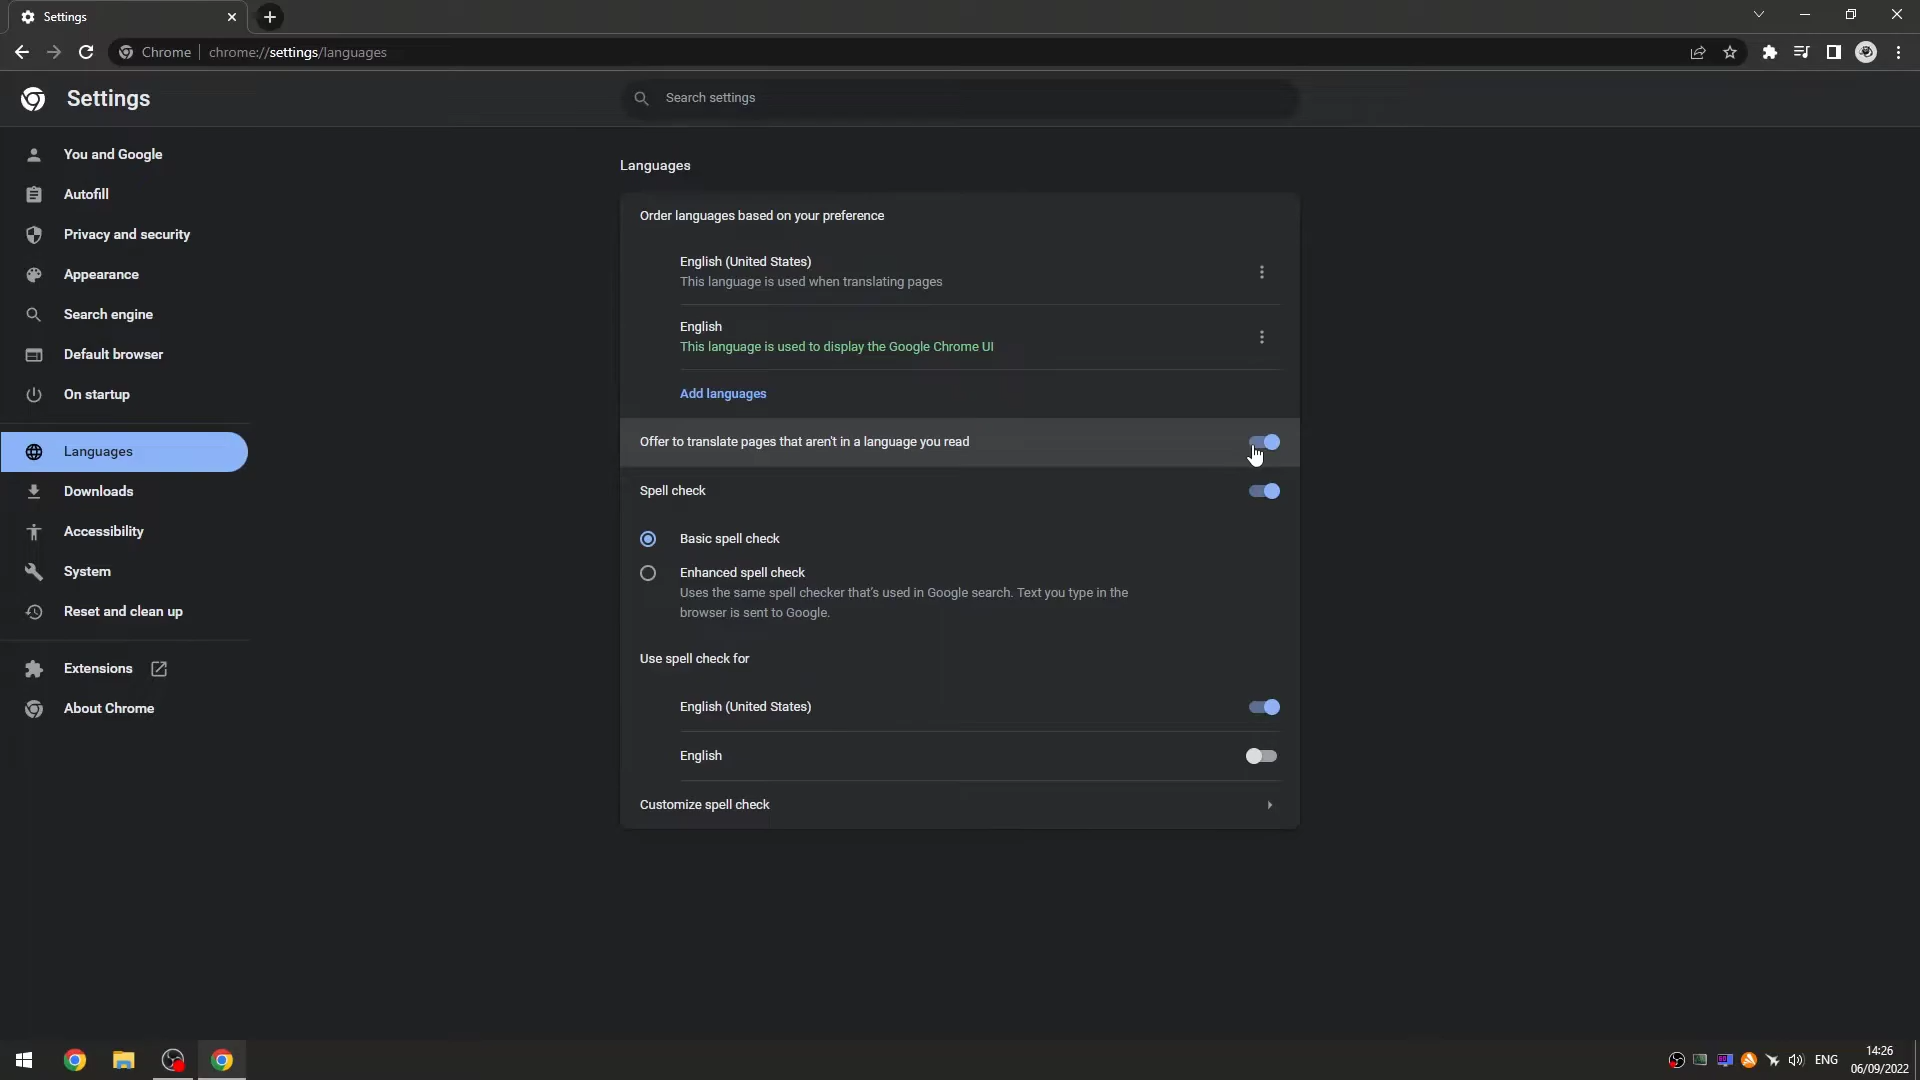 Settings
Chrome
chrome://settings/languages
Settings
Search settings
You and Google
Autofill
Privacy and security
Appearance
Search engine
Default browser
On startup
Languages
Downloads
Accessibility
System
Reset and clean up
Extensions
About Chrome
Languages
Order languages based on your preference
English (United States)
This language is used when translating pages
English
This language is used to display the Google Chrome UI
Add languages
Offer to translate pages that aren't in a language you read
Spell check
Basic spell check
Enhanced spell check
Uses the same spell checker that's used in Google search. Text you type in the
browser is sent to Google.
Use spell check for
English (United States)
English
Customize spell check
ENG
14:26
06/09/2022